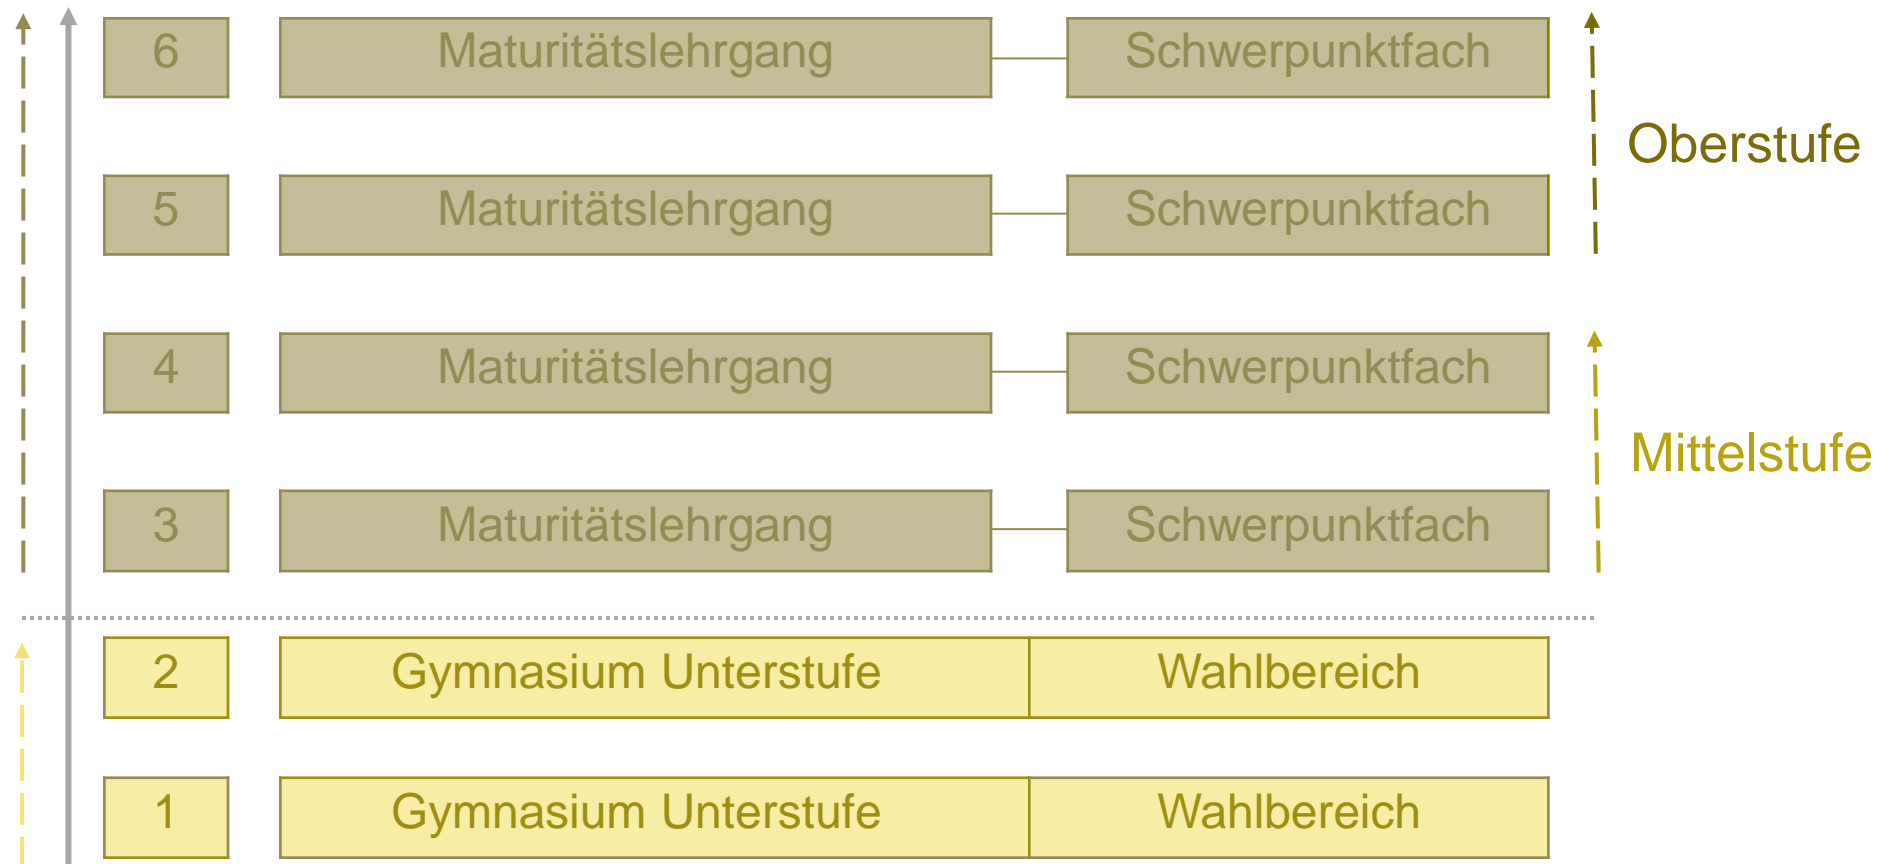 6 Maturitätslehrgang Schwerpunktfach
Oberstufe
5 Maturitätslehrgang Schwerpunktfach
4 Maturitätslehrgang Schwerpunktfach
Mittelstufe
3 Maturitätslehrgang Schwerpunktfach
2 Gymnasium Unterstufe Wahlbereich
1 Gymnasium Unterstufe Wahlbereich